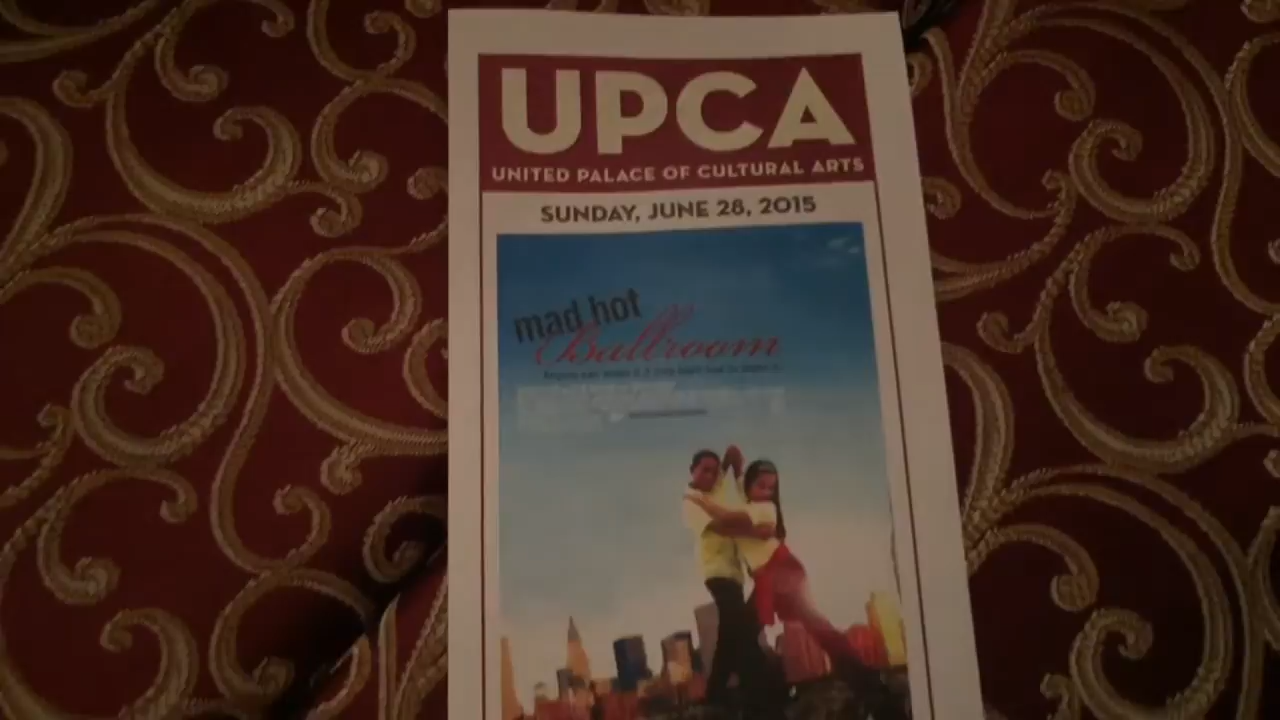 UPCA
UNITED PALACE OF CULTURAL ARTS
SUNDAY, JUNE 28, 2015
mad hot
Ballroom